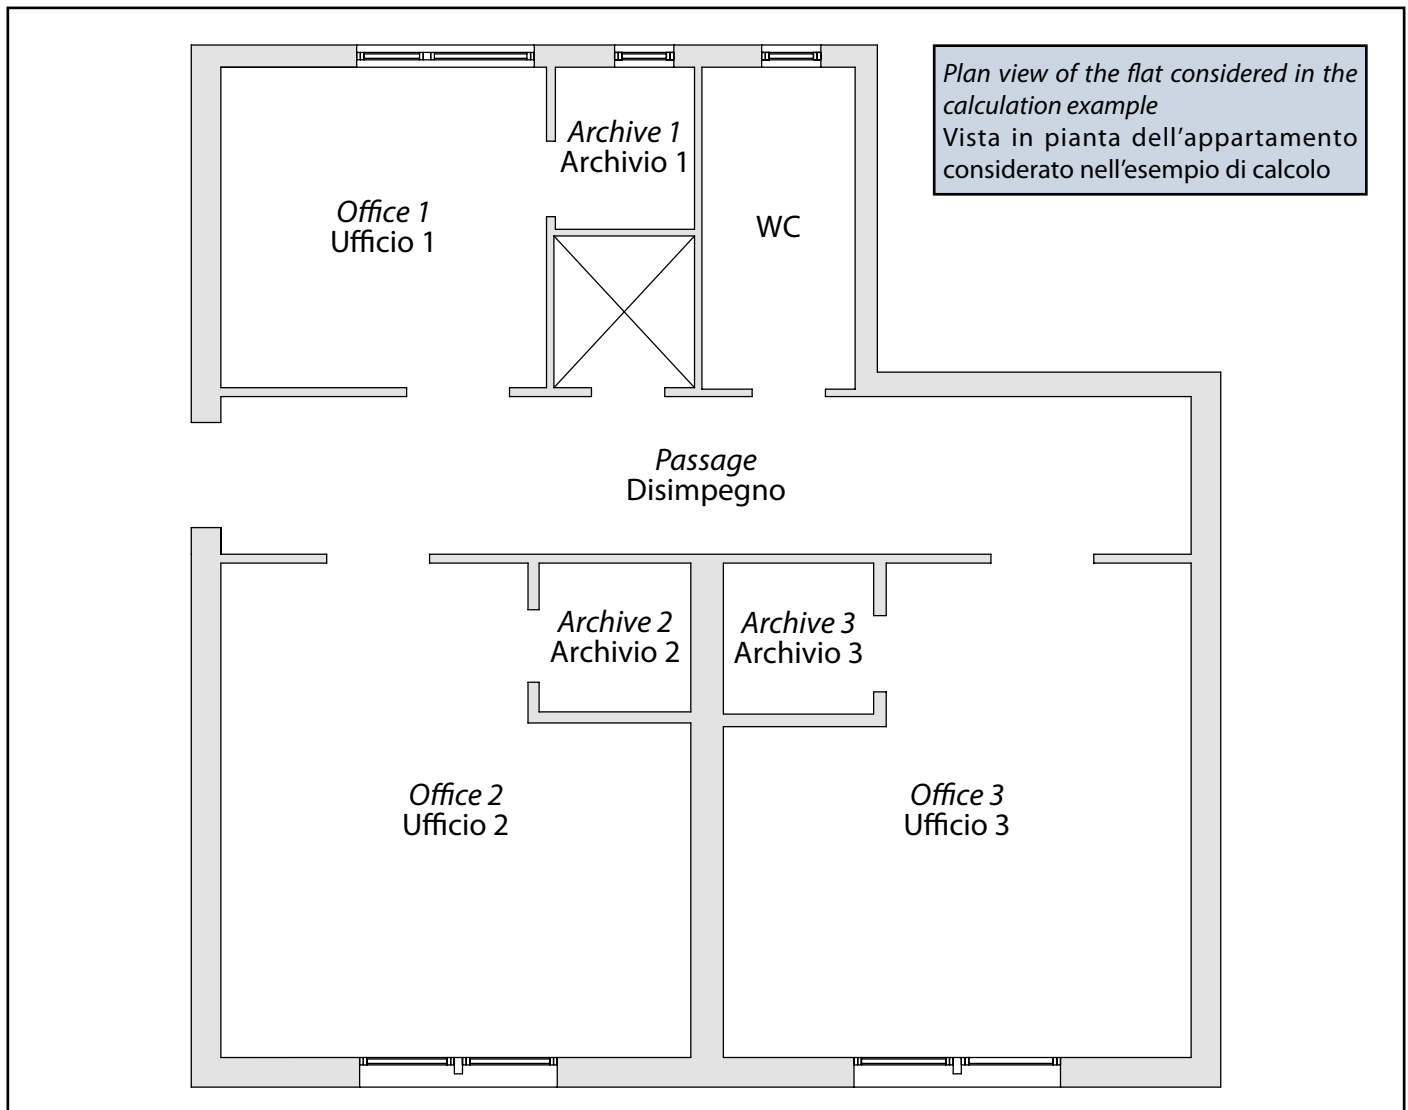 Plan view of the flat considered in the
calculation example
Vista in pianta dell'appartamento
considerato nell'esempio di calcolo
Archive 1
Archivio 1
Office 1
Ufficio 1
WC
Passage
Disimpegno
Archive 2
Archivio 2
Archive 3
Archivio 3
Office 2
Ufficio 2
Office 3
Ufficio 3